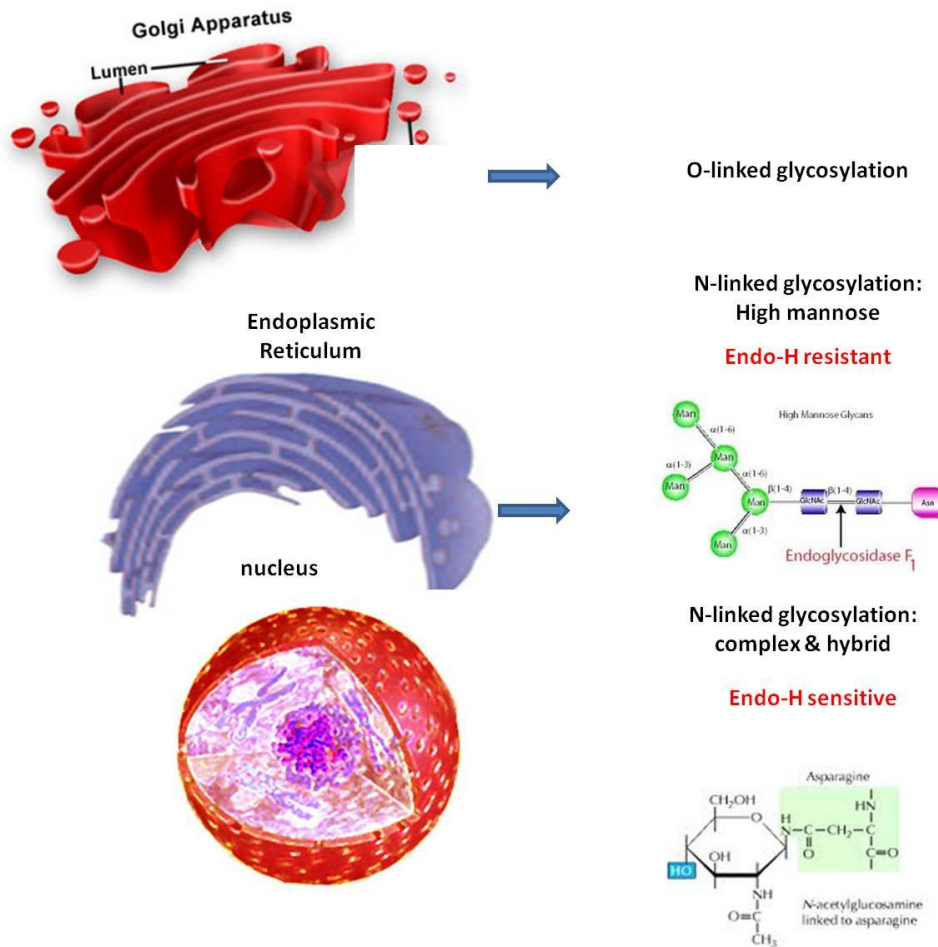 Golgi Apparatus
Lumen
O-linked glycosylation
N-linked glycosylation:
High mannose
Endo-H resistant
Endoplasmic
Reticulum
High Mannose Glycans
Man
α(1-6)
Man
α(1-3)
Man
α(1-6)
β(1-4)
β(1-4)
Man
GlcNAc
GlcNAc
Asn
α(1-3)
Man
Endoglycosidase F1
nucleus
N-linked glycosylation:
complex & hybrid
Endo-H sensitive
Asparagine
CH₂OH
O
H
N
C
CH₂
HN
C
O
C=O
HO
OH
NH
O=C
CH₃
N-acetylglucosamine
linked to asparagine